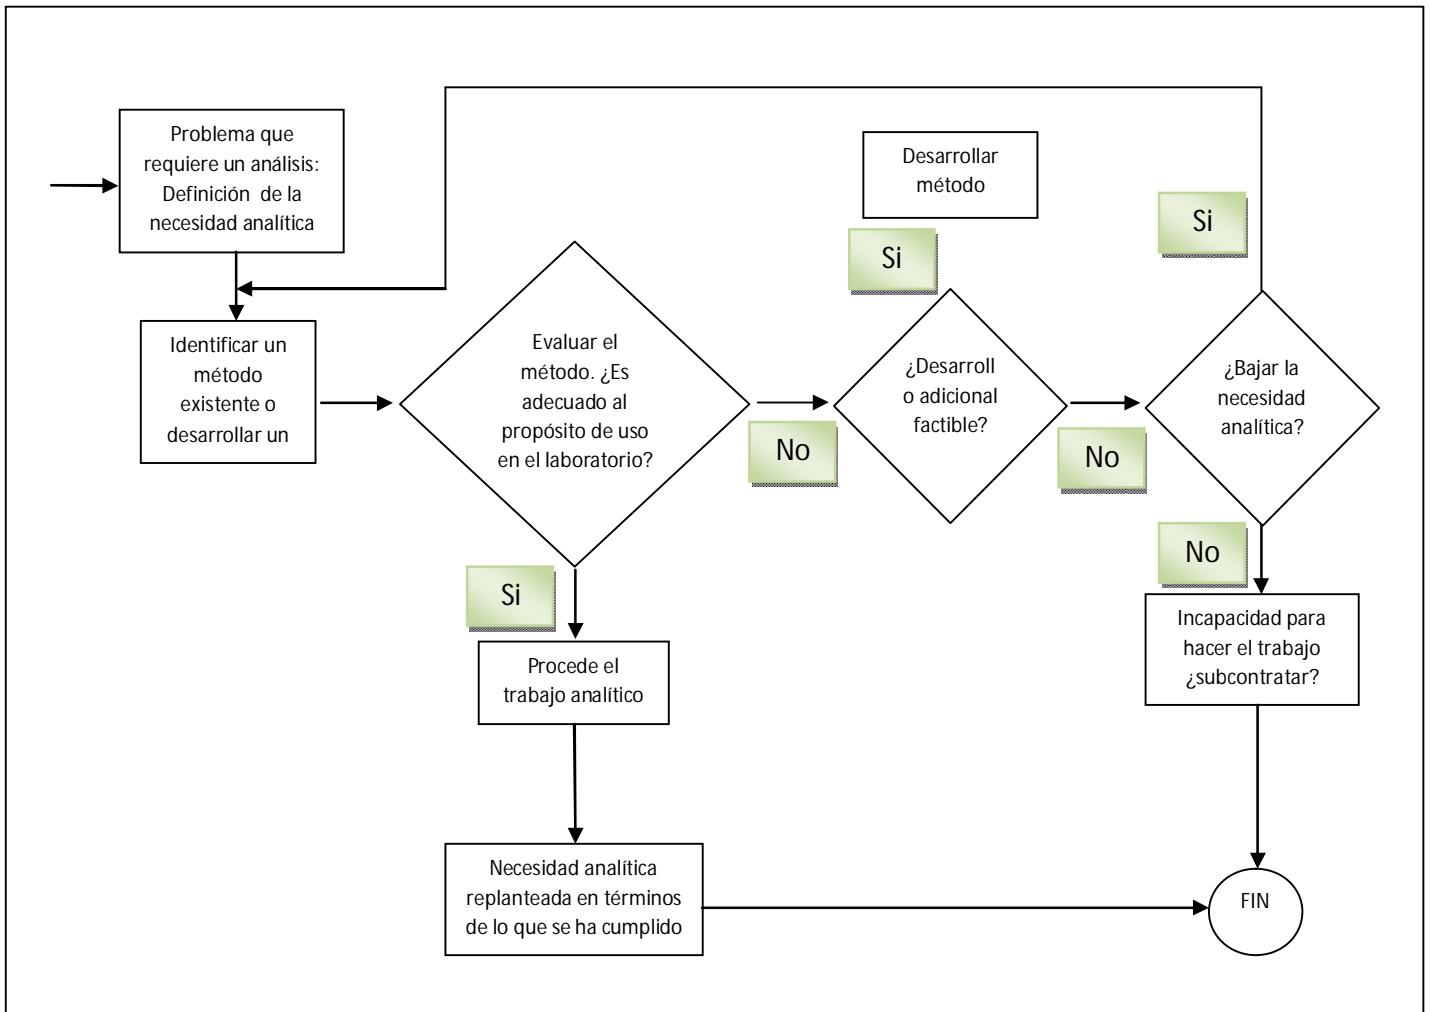 Problema que
requiere un análisis:
Definición de la
necesidad analítica
Desarrollar
método
Si
Si
Identificar un
método
existente o
desarrollar un
Evaluar el
método. ¿Es
adecuado al
propósito de uso
en el laboratorio?
¿Desarroll
o adicional
factible?
¿Bajar la
necesidad
analítica?
No
No
No
Si
Procede el
trabajo analítico
Incapacidad para
hacer el trabajo
¿subcontratar?
Necesidad analítica
replanteada en términos
de lo que se ha cumplido
FIN